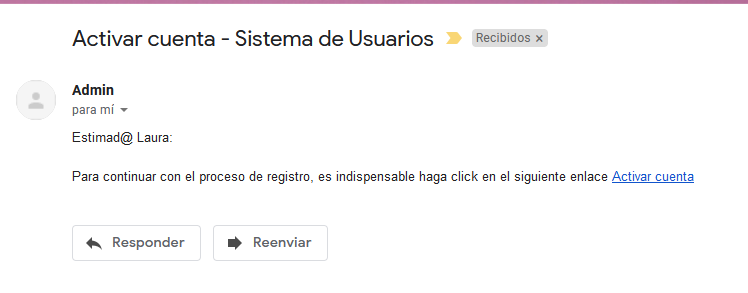 Activar cuenta - Sistema de Usuarios Recibidos ×
Admin
para mí
Estimad@ Laura:
Para continuar con el proceso de registro, es indispensable haga click en el siguiente enlace Activar cuenta
Responder Reenviar